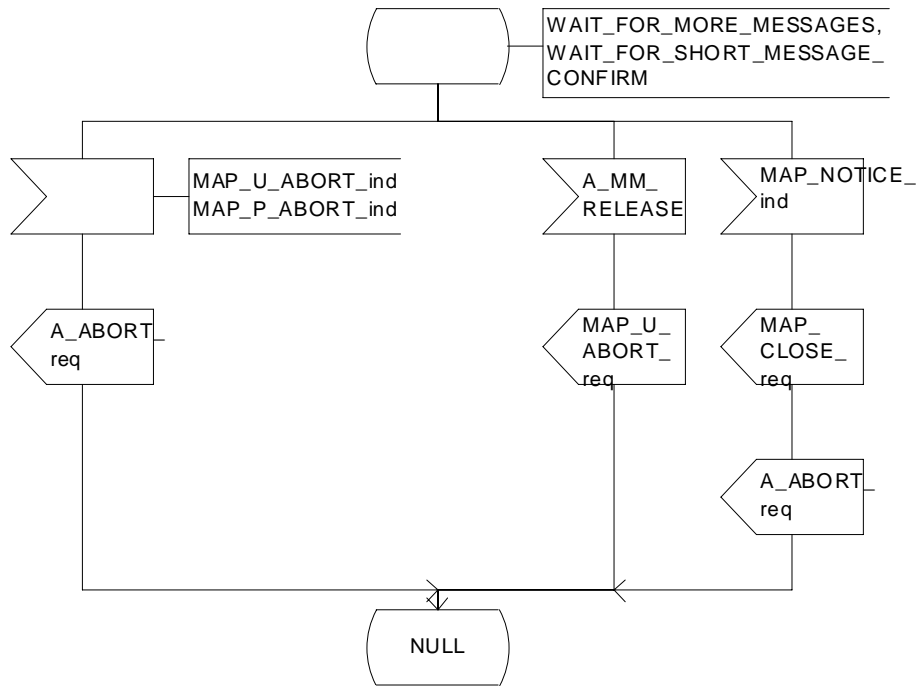 WAIT_FOR_MORE_MESSAGES,
WAIT_FOR_SHORT_MESSAGE_
CONFIRM
MAP_U_ABORT_ind
MAP_P_ABORT_ind
A_MM_
RELEASE
MAP_NOTICE_
ind
A_ABORT_
req
MAP_U_
ABORT_
req
MAP_
CLOSE_
req
A_ABORT_
req
NULL